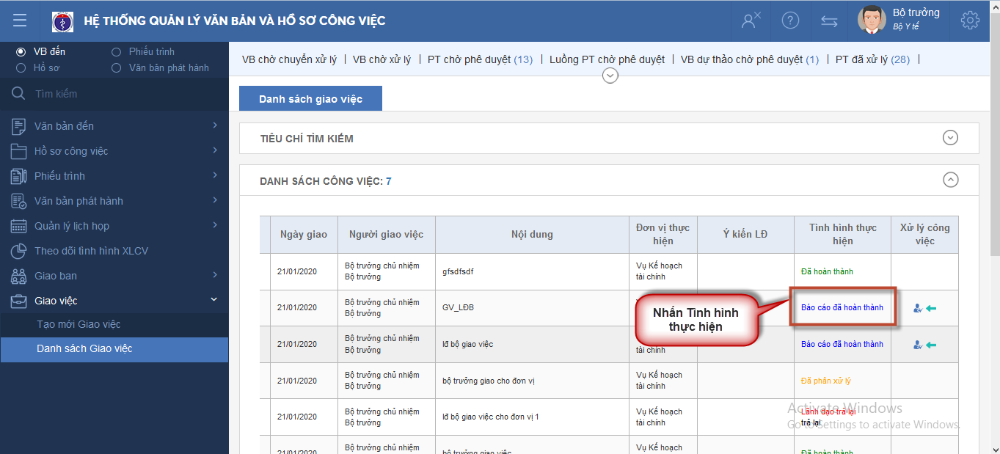 HỆ THỐNG QUẢN LÝ VĂN BẢN VÀ HỒ SƠ CÔNG VIỆC
Bộ trưởng
Bộ Y tế
VB đến
Phiếu trình
Hồ sơ
Văn bản phát hành
Tìm kiếm
Văn bản đến
Hồ sơ công việc
Phiếu trình
Văn bản phát hành
Quản lý lịch họp
Theo dõi tình hình XLCV
Giao ban
Giao việc
Tạo mới Giao việc
Danh sách Giao việc
VB chờ chuyển xử lý | VB chờ xử lý | PT chờ phê duyệt (13) | Luồng PT chờ phê duyệt | VB dự thảo chờ phê duyệt (1) | PT đã xử lý (28) |
Danh sách giao việc
TIÊU CHÍ TÌM KIẾM
DANH SÁCH CÔNG VIỆC: 7
Ngày giao
Người giao việc
Nội dung
Đơn vị thực
hiện
Ý kiến LĐ
Tình hình thực
hiện
Xử lý công
việc
21/01/2020
Bộ trưởng chủ nhiệm
Bộ trưởng
gfsdfsdf
Vụ Kế hoạch
tài chính
Đã hoàn thành
21/01/2020
Bộ trưởng chủ nhiệm
Bộ trưởng
GV_LĐB
Nhấn Tình hình
thực hiện
Báo cáo đã hoàn thành
21/01/2020
Bộ trưởng chủ nhiệm
Bộ trưởng
lđ bộ giao việc
tài chính
Báo cáo đã hoàn thành
21/01/2020
Bộ trưởng chủ nhiệm
Bộ trưởng
bộ trưởng giao cho đơn vị
Vụ Kế hoạch
tài chính
Đã phân xử lý
21/01/2020
Bộ trưởng chủ nhiệm
Bộ trưởng
lđ bộ giao việc cho đơn vị 1
Vụ Kế hoạch
tài chính
Lãnh đạo trả lại
trả lại
21/01/2020
Bộ trưởng chủ nhiệm
bộ trưởng giao việc
Vụ Kế hoạch
Đã hoàn thành
Activate Windows
Go to Settings to activate Windows.